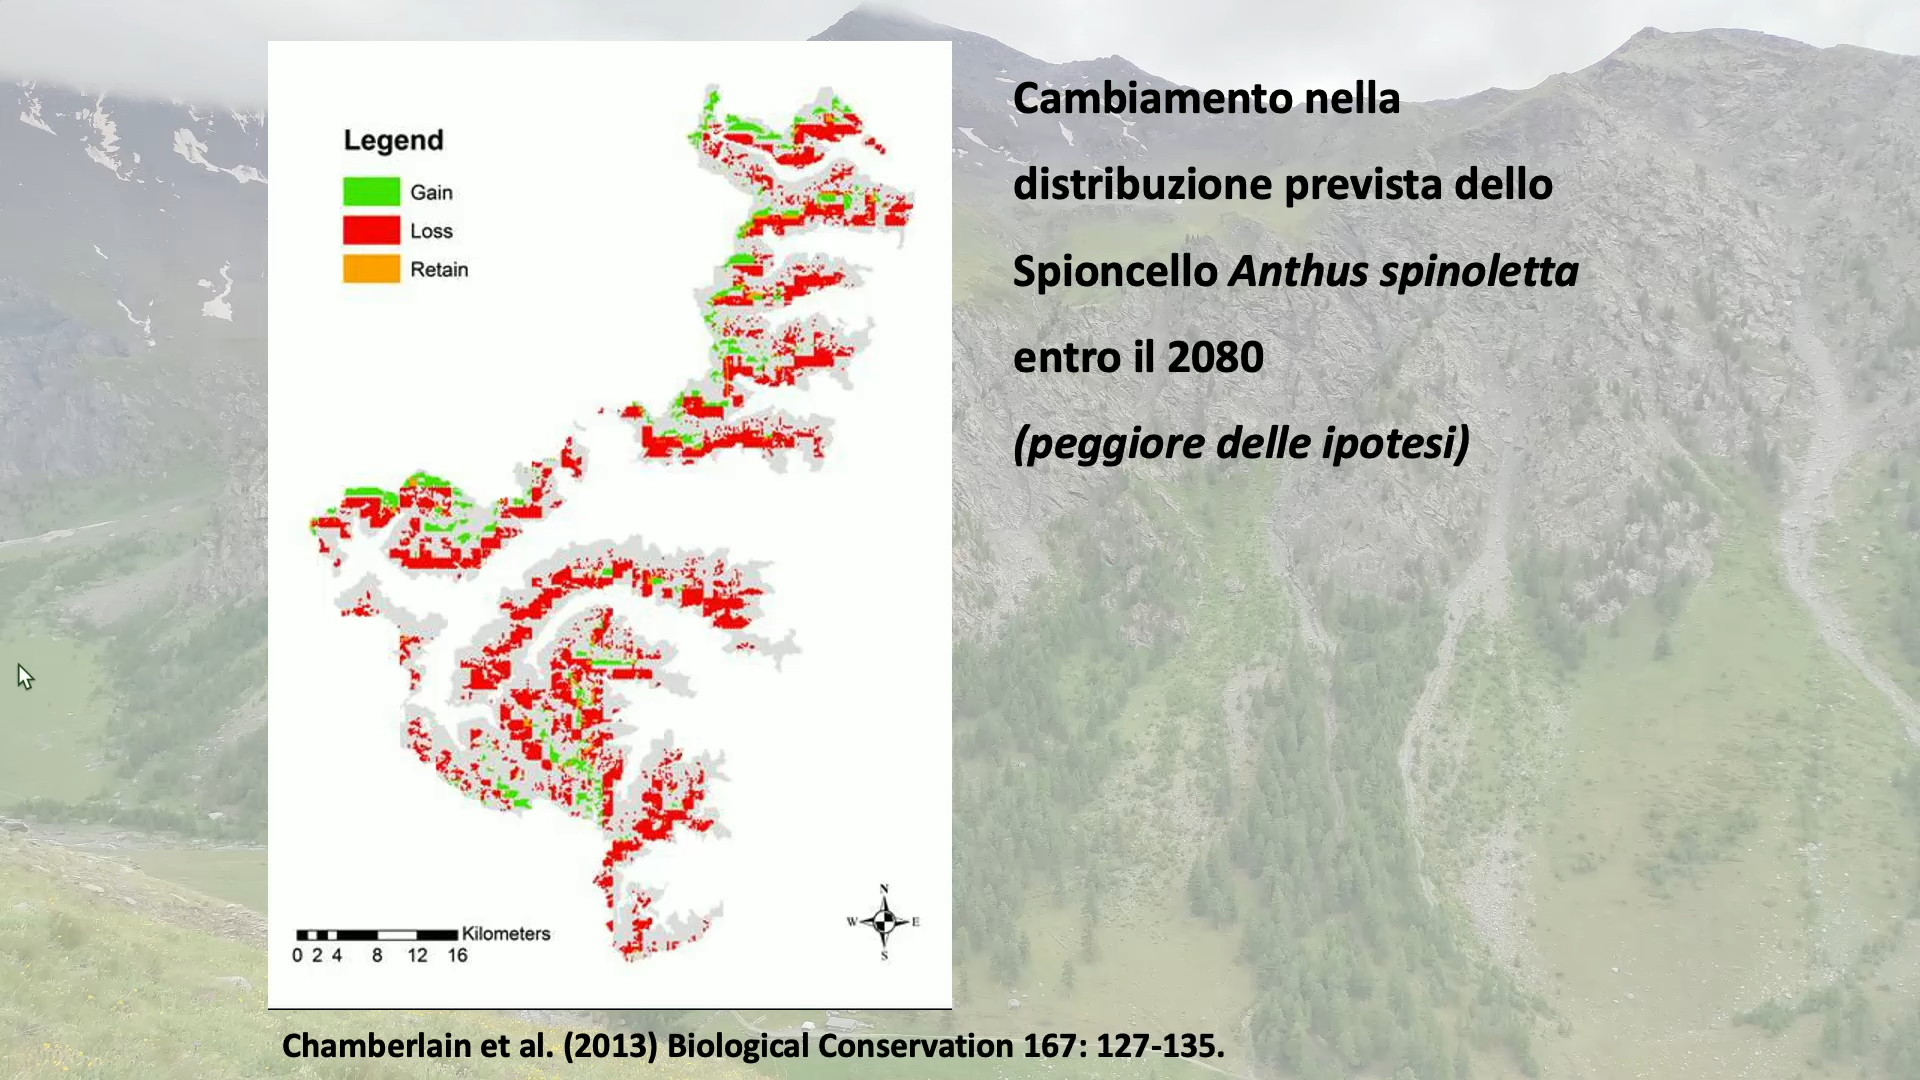 Legend
Gain
Loss
Retain
Cambiamento nella
distribuzione prevista dello
Spioncello Anthus spinoletta
entro il 2080
(peggiore delle ipotesi)
N
W E
S
Kilometers
0 2 4 8 12 16
Chamberlain et al. (2013) Biological Conservation 167: 127-135.